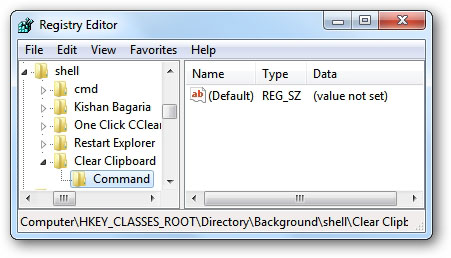 Registry Editor
File Edit View Favorites Help
shell
cmd
Kishan Bagaria
One Click CClear
Restart Explorer
Clear Clipboard
Command
Name Type Data
ab (Default) REG_SZ (value not set)
Computer\HKEY_CLASSES_ROOT\Directory\Background\shell\Clear Clipb